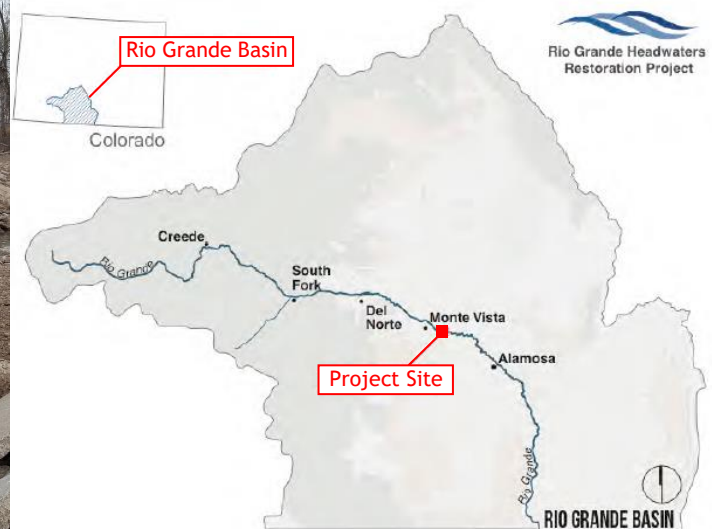 Rio Grande Basin
Colorado
Rio Grande Headwaters
Restoration Project
Creede
Rio Grande
South
Fork
Del
Norte
Monte Vista
Alamosa
Project Site
Rio Grande
RIO GRANDE BASIN